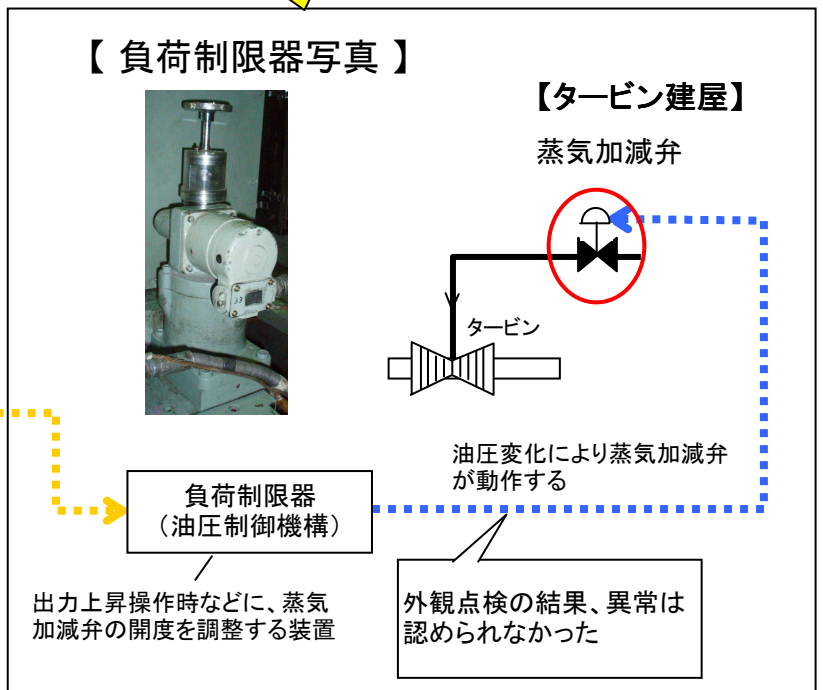 【 負荷制限器写真 】
【タービン建屋】
蒸気加減弁
タービン
油圧変化により蒸気加減弁
が動作する
負荷制限器
（油圧制御機構）
出力上昇操作時などに、蒸気
加減弁の開度を調整する装置
外観点検の結果、異常は
認められなかった